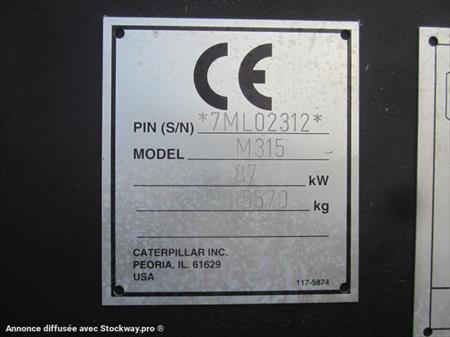 CE
PIN (S/N) *7ML02312*
MODEL M315
87 kW
15570 kg
CATERPILLAR INC.
PEORIA, IL. 61629
USA
117-5874
Annonce diffusée avec Stockway.pro ®